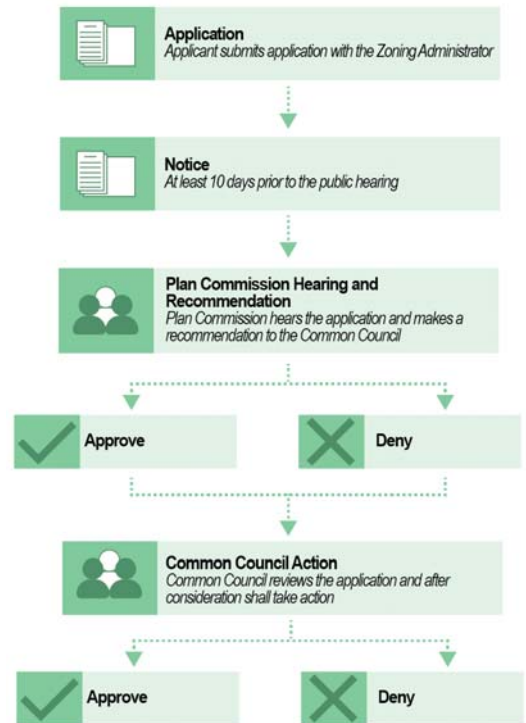 Application
Applicant submits application with the Zoning Administrator
Notice
At least 10 days prior to the public hearing
Plan Commission Hearing and
Recommendation
Plan Commission hears the application and makes a
recommendation to the Common Council
Approve
Deny
Common Council Action
Common Council reviews the application and after
consideration shall take action
Approve
Deny